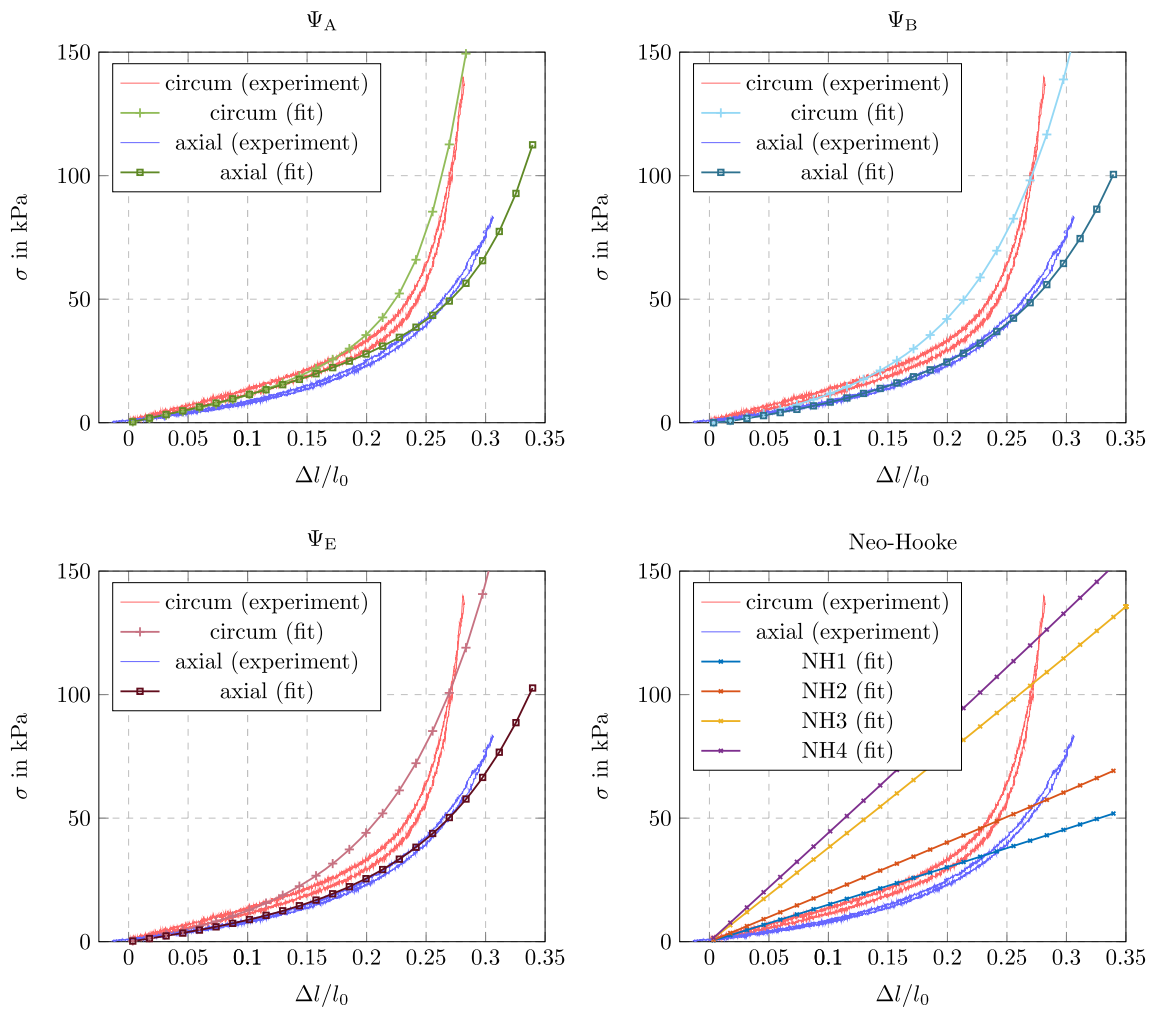 Ψ_A
150
100
50
0
σ in kPa
circum (experiment)
circum (fit)
axial (experiment)
axial (fit)
0 0.05 0.1 0.15 0.2 0.25 0.3 0.35
Δl/l_0
Ψ_B
150
100
50
0
σ in kPa
circum (experiment)
circum (fit)
axial (experiment)
axial (fit)
0 0.05 0.1 0.15 0.2 0.25 0.3 0.35
Δl/l_0
Ψ_E
150
100
50
0
σ in kPa
circum (experiment)
circum (fit)
axial (experiment)
axial (fit)
0 0.05 0.1 0.15 0.2 0.25 0.3 0.35
Δl/l_0
Neo-Hooke
150
100
50
0
σ in kPa
circum (experiment)
axial (experiment)
NH1 (fit)
NH2 (fit)
NH3 (fit)
NH4 (fit)
0 0.05 0.1 0.15 0.2 0.25 0.3 0.35
Δl/l_0